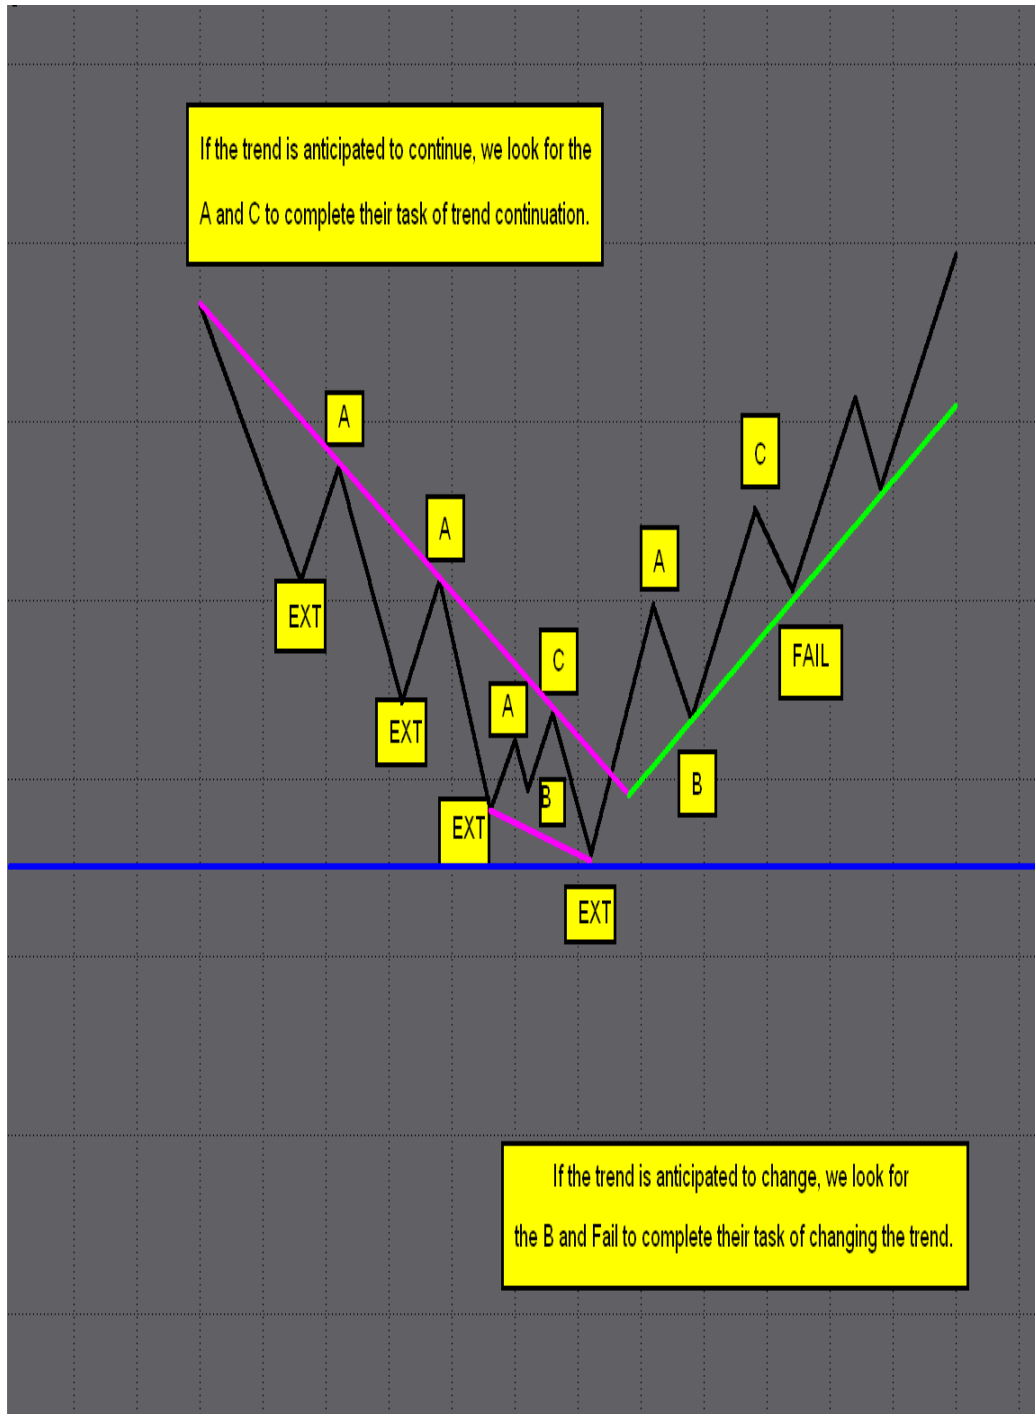 If the trend is anticipated to continue, we look for the
A and C to complete their task of trend continuation.
A
C
A
A
EXT
FAIL
C
A
EXT
B
B
EXT
EXT
If the trend is anticipated to change, we look for
the B and Fail to complete their task of changing the trend.